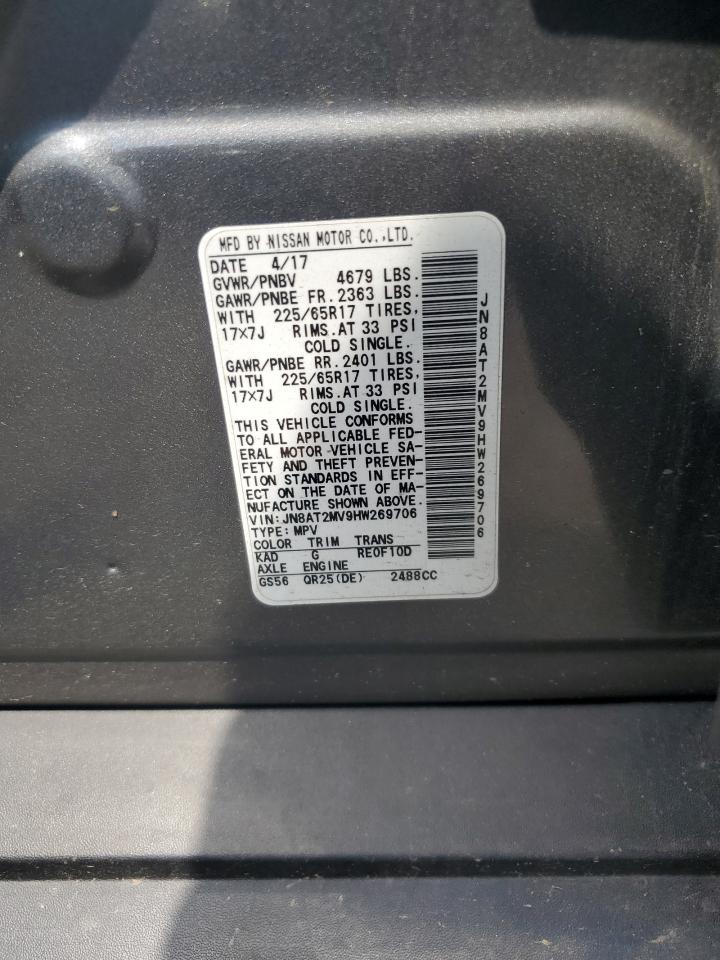 MFD BY NISSAN MOTOR CO.,LTD.
DATE 4/17
GVWR/PNBV 4679 LBS.
GAWR/PNBE FR. 2363 LBS.
WITH 225/65R17 TIRES,
17×7J RIMS.AT 33 PSI
COLD SINGLE.
GAWR/PNBE RR. 2401 LBS.
WITH 225/65R17 TIRES,
17×7J RIMS.AT 33 PSI
COLD SINGLE.
THIS VEHICLE CONFORMS
TO ALL APPLICABLE FED-
ERAL MOTOR VEHICLE SA-
FETY AND THEFT PREVEN-
TION STANDARDS IN EFF-
ECT ON THE DATE OF MA-
NUFACTURE SHOWN ABOVE.
VIN: JN8AT2MV9HW269706
TYPE: MPV
COLOR TRIM TRANS
KAD G RE0F10D
AXLE ENGINE
GS56 QR25(DE) 2488CC
JN8AT2MV9HW269706